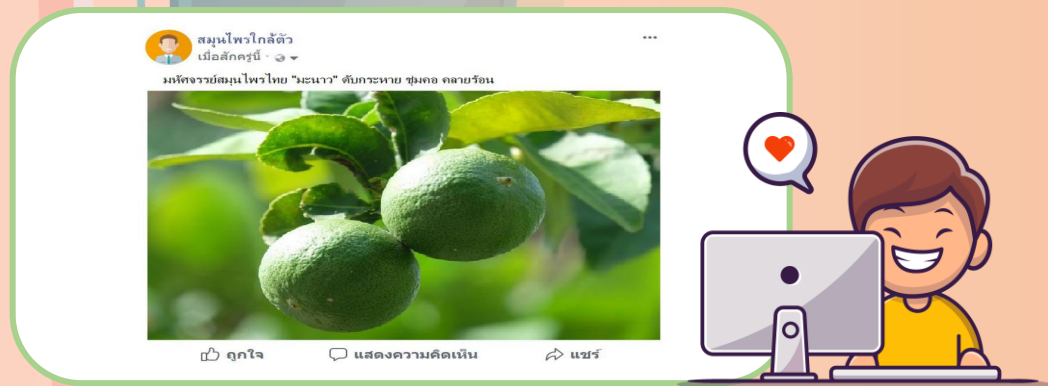 สมุนไพรใกล้ตัว
เมื่อสักครู่นี้ ·
มหัศจรรย์สมุนไพรไทย "มะนาว" ดับกระหาย ชุ่มคอ คลายร้อน
ถูกใจ
แสดงความคิดเห็น
แชร์